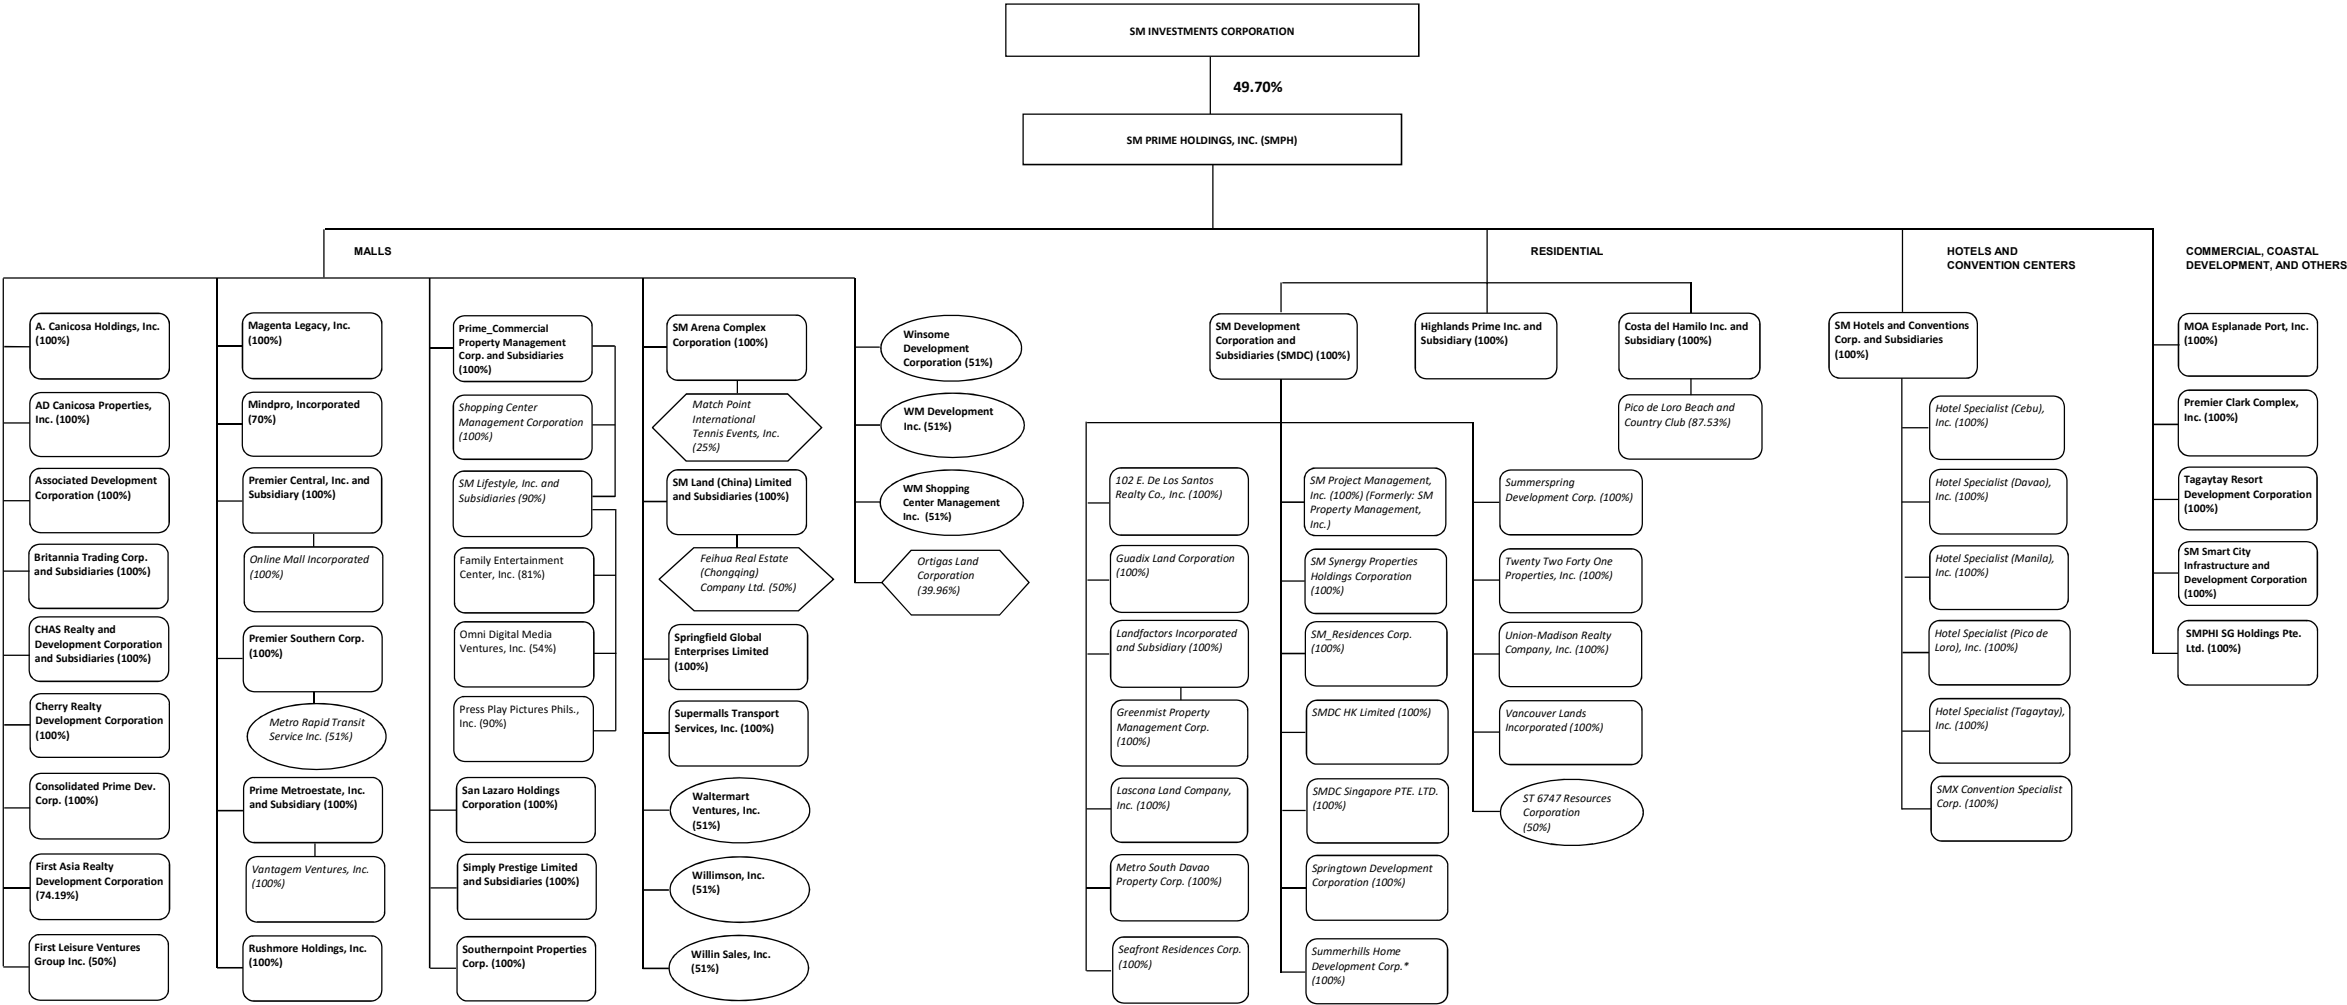 SM INVESTMENTS CORPORATION
49.70%
SM PRIME HOLDINGS, INC. (SMPH)
MALLS
A. Canicosa Holdings, Inc.
(100%)
AD Canicosa Properties,
Inc. (100%)
Associated Development
Corporation (100%)
Britannia Trading Corp.
and Subsidiaries (100%)
CHAS Realty and
Development Corporation
and Subsidiaries (100%)
Cherry Realty
Development Corporation
(100%)
Consolidated Prime Dev.
Corp. (100%)
First Asia Realty
Development Corporation
(74.19%)
First Leisure Ventures
Group Inc. (50%)
Magenta Legacy, Inc.
(100%)
Mindpro, Incorporated
(70%)
Premier Central, Inc. and
Subsidiary (100%)
Online Mall Incorporated
(100%)
Premier Southern Corp.
(100%)
Metro Rapid Transit
Service Inc. (51%)
Prime Metroestate, Inc.
and Subsidiary (100%)
Vantagem Ventures, Inc.
(100%)
Rushmore Holdings, Inc.
(100%)
Prime_Commercial
Property Management
Corp. and Subsidiaries
(100%)
Shopping Center
Management Corporation
(100%)
SM Lifestyle, Inc. and
Subsidiaries (90%)
Family Entertainment
Center, Inc. (81%)
Omni Digital Media
Ventures, Inc. (54%)
Press Play Pictures Phils.,
Inc. (90%)
San Lazaro Holdings
Corporation (100%)
Simply Prestige Limited
and Subsidiaries (100%)
Southernpoint Properties
Corp. (100%)
SM Arena Complex
Corporation (100%)
Match Point
International
Tennis Events, Inc.
(25%)
SM Land (China) Limited
and Subsidiaries (100%)
Feihua Real Estate
(Chongqing)
Company Ltd. (50%)
Springfield Global
Enterprises Limited
(100%)
Supermalls Transport
Services, Inc. (100%)
Waltermart
Ventures, Inc.
(51%)
Willimson, Inc.
(51%)
Willin Sales, Inc.
(51%)
Winsome
Development
Corporation (51%)
WM Development
Inc. (51%)
WM Shopping
Center Management
Inc. (51%)
Ortigas Land
Corporation
(39.96%)
RESIDENTIAL
SM Development
Corporation and
Subsidiaries (SMDC) (100%)
102 E. De Los Santos
Realty Co., Inc. (100%)
Guadix Land Corporation
(100%)
Landfactors Incorporated
and Subsidiary (100%)
Greenmist Property
Management Corp.
(100%)
Lascona Land Company,
Inc. (100%)
Metro South Davao
Property Corp. (100%)
Seafront Residences Corp.
(100%)
SM Project Management,
Inc. (100%) (Formerly: SM
Property Management,
Inc.)
SM Synergy Properties
Holdings Corporation
(100%)
SM_Residences Corp.
(100%)
SMDC HK Limited (100%)
SMDC Singapore PTE. LTD.
(100%)
Springtown Development
Corporation (100%)
Summerhills Home
Development Corp.*
(100%)
Summerspring
Development Corp. (100%)
Twenty Two Forty One
Properties, Inc. (100%)
Union-Madison Realty
Company, Inc. (100%)
Vancouver Lands
Incorporated (100%)
ST 6747 Resources
Corporation
(50%)
Highlands Prime Inc. and
Subsidiary (100%)
Costa del Hamilo Inc. and
Subsidiary (100%)
Pico de Loro Beach and
Country Club (87.53%)
HOTELS AND
CONVENTION CENTERS
SM Hotels and Conventions
Corp. and Subsidiaries
(100%)
Hotel Specialist (Cebu),
Inc. (100%)
Hotel Specialist (Davao),
Inc. (100%)
Hotel Specialist (Manila),
Inc. (100%)
Hotel Specialist (Pico de
Loro), Inc. (100%)
Hotel Specialist (Tagaytay),
Inc. (100%)
SMX Convention Specialist
Corp. (100%)
COMMERCIAL, COASTAL
DEVELOPMENT, AND OTHERS
MOA Esplanade Port, Inc.
(100%)
Premier Clark Complex,
Inc. (100%)
Tagaytay Resort
Development Corporation
(100%)
SM Smart City
Infrastructure and
Development Corporation
(100%)
SMPHI SG Holdings Pte.
Ltd. (100%)